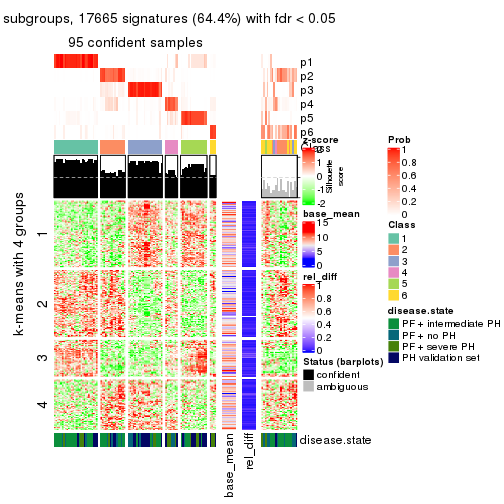 subgroups, 17665 signatures (64.4%) with fdr < 0.05
95 confident samples
p1
p2
p3
p4
p5
p6
Class
Silhouette
score
k-means with 4 groups
1
2
3
4
base_mean
rel_diff
disease.state
z-score
2
1
0
-1
-2
base_mean
15
10
5
0
rel_diff
1
0.8
0.6
0.4
0.2
0
Status (barplots)
confident
ambiguous
Prob
1
0.8
0.6
0.4
0.2
0
Class
1
2
3
4
5
6
disease.state
PF + intermediate PH
PF + no PH
PF + severe PH
PH validation set